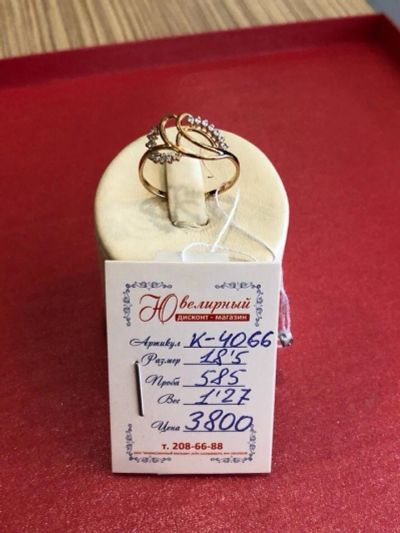 Ювелирный
дисконт - магазин
Артикул К-4066
Размер 18'5
Проба 585
Вес 1'27
Цена 3800
т. 208-66-88